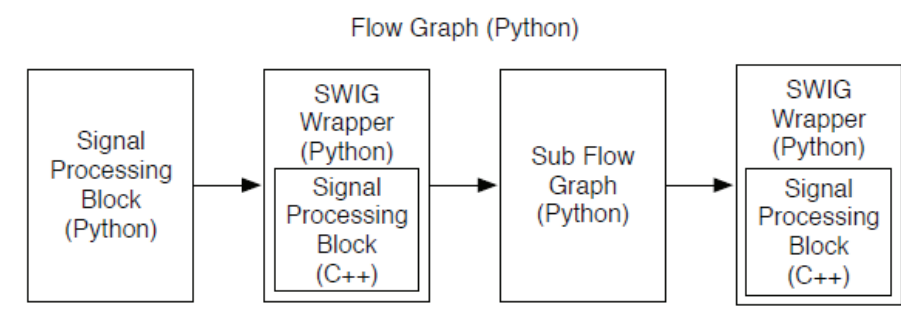 Flow Graph (Python)
Signal
Processing
Block
(Python)
SWIG
Wrapper
(Python)
Signal
Processing
Block
(C++)
Sub Flow
Graph
(Python)
SWIG
Wrapper
(Python)
Signal
Processing
Block
(C++)